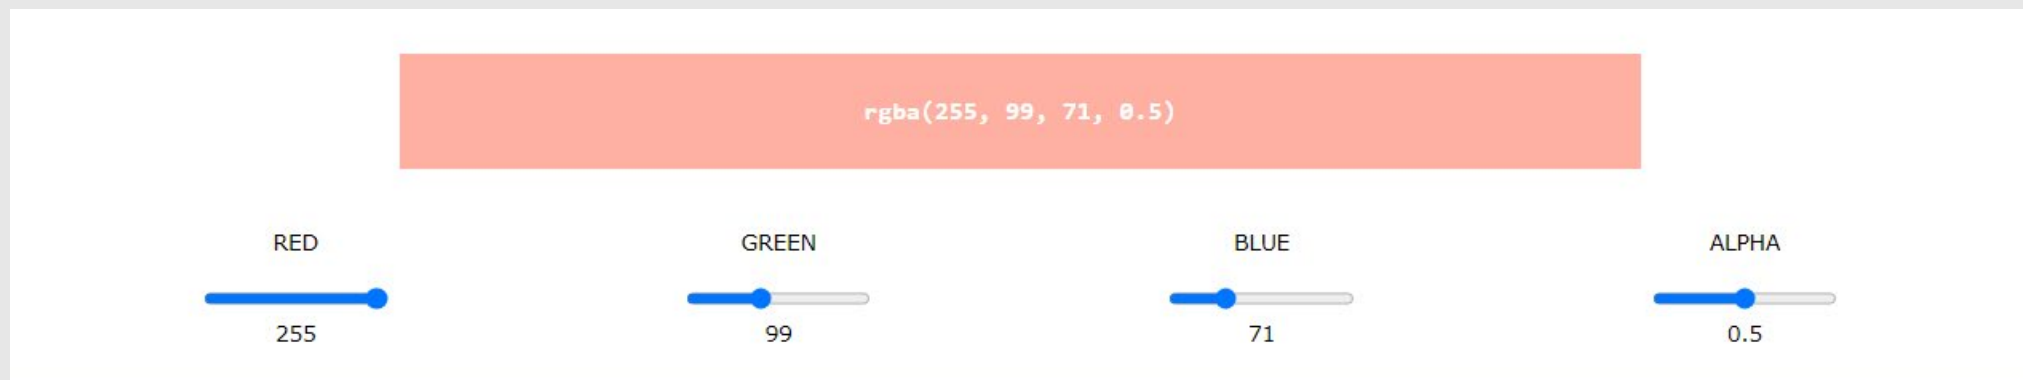 rgba(255, 99, 71, 0.5)
RED GREEN BLUE ALPHA
255 99 71 0.5